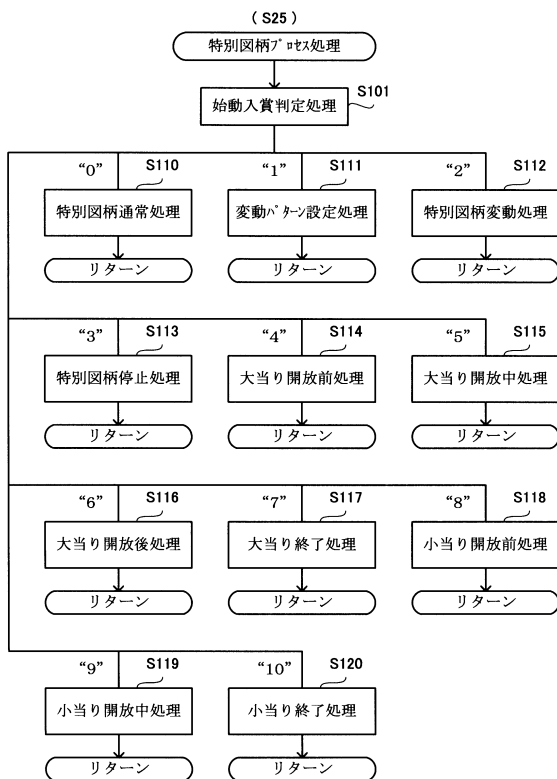 (S25)
特別図柄ﾌﾟﾛｾｽ処理
S101
始動入賞判定処理
“0” S110 “1” S111 “2” S112
特別図柄通常処理 変動ﾊﾟﾀｰﾝ設定処理 特別図柄変動処理
リターン リターン リターン
“3” S113 “4” S114 “5” S115
特別図柄停止処理 大当り開放前処理 大当り開放中処理
リターン リターン リターン
“6” S116 “7” S117 “8” S118
大当り開放後処理 大当り終了処理 小当り開放前処理
リターン リターン リターン
“9” S119 “10” S120
小当り開放中処理 小当り終了処理
リターン リターン